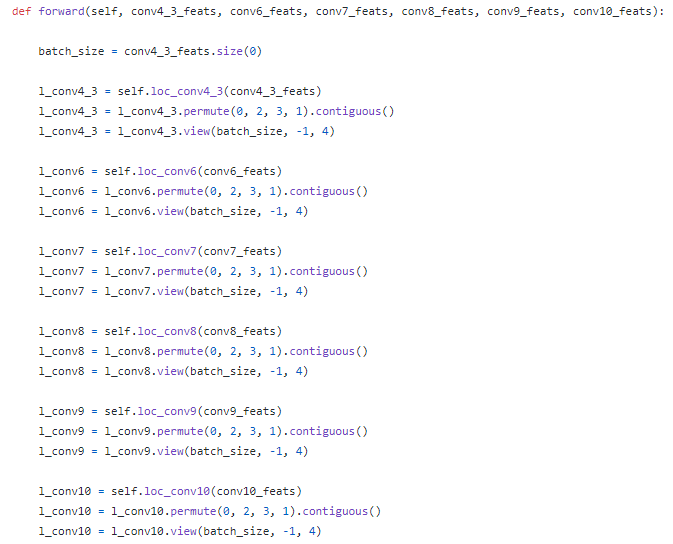 def forward(self, conv4_3_feats, conv6_feats, conv7_feats, conv8_feats, conv9_feats, conv10_feats):
batch_size = conv4_3_feats.size(0)
l_conv4_3 = self.loc_conv4_3(conv4_3_feats)
l_conv4_3 = l_conv4_3.permute(0, 2, 3, 1).contiguous()
l_conv4_3 = l_conv4_3.view(batch_size, -1, 4)
l_conv6 = self.loc_conv6(conv6_feats)
l_conv6 = l_conv6.permute(0, 2, 3, 1).contiguous()
l_conv6 = l_conv6.view(batch_size, -1, 4)
l_conv7 = self.loc_conv7(conv7_feats)
l_conv7 = l_conv7.permute(0, 2, 3, 1).contiguous()
l_conv7 = l_conv7.view(batch_size, -1, 4)
l_conv8 = self.loc_conv8(conv8_feats)
l_conv8 = l_conv8.permute(0, 2, 3, 1).contiguous()
l_conv8 = l_conv8.view(batch_size, -1, 4)
l_conv9 = self.loc_conv9(conv9_feats)
l_conv9 = l_conv9.permute(0, 2, 3, 1).contiguous()
l_conv9 = l_conv9.view(batch_size, -1, 4)
l_conv10 = self.loc_conv10(conv10_feats)
l_conv10 = l_conv10.permute(0, 2, 3, 1).contiguous()
l_conv10 = l_conv10.view(batch_size, -1, 4)